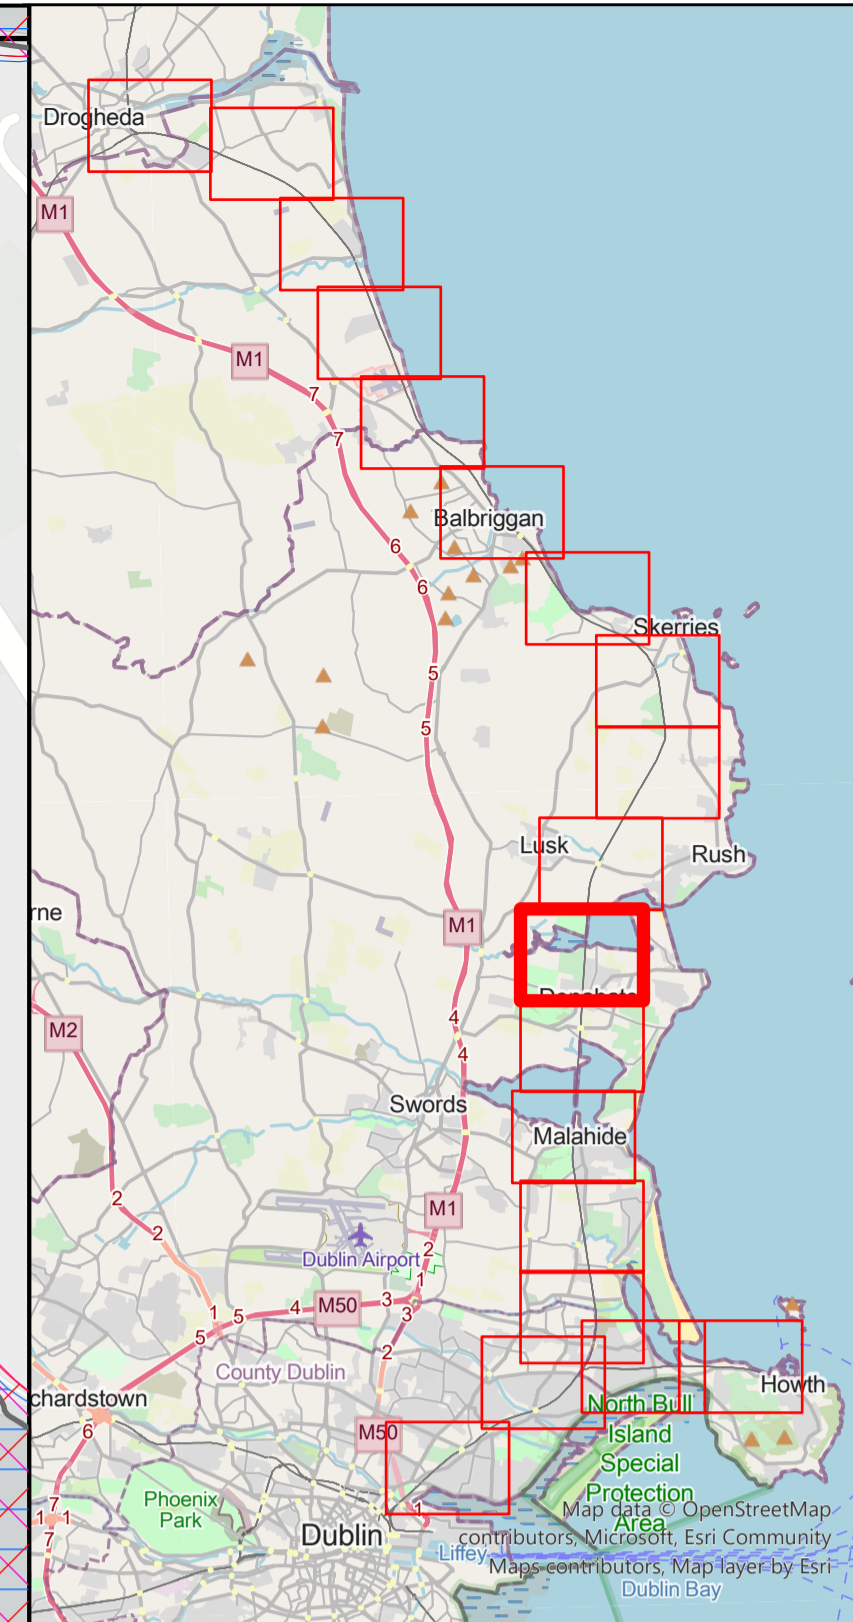 Drogheda
M1
M1
7
7
Balbriggan
6
6
Skerries
5
5
Lusk
Rush
rne
M1
M2
4
4
Swords
Malahide
2
M1
2
2
Dublin Airport
1
M50
3
4
5
1
3
5
2
County Dublin
Howth
chardstown
North Bull
Island
Special
Protection
Area
6
M50
7
Phoenix
Park
1
1
1
7
Dublin
Liffey
Map data © OpenStreetMap
contributors, Microsoft, Esri Community
Maps contributors, Map layer by Esri
Dublin Bay